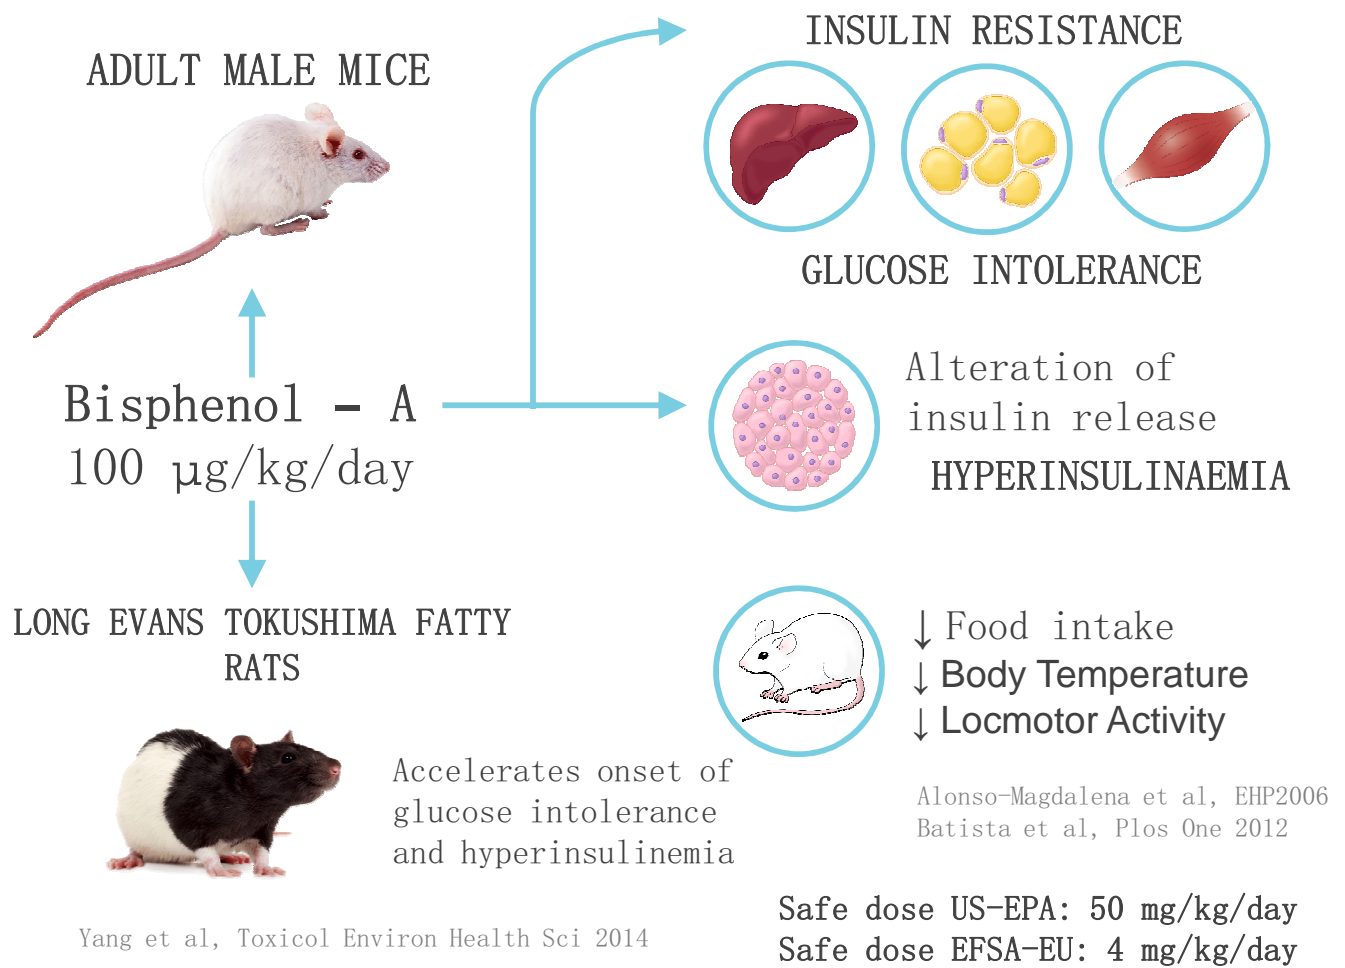 ADULT MALE MICE
INSULIN RESISTANCE
GLUCOSE INTOLERANCE
Bisphenol - A
100 μg/kg/day
Alteration of
insulin release
HYPERINSULINAEMIA
LONG EVANS TOKUSHIMA FATTY
RATS
Accelerates onset of
glucose intolerance
and hyperinsulinemia
Yang et al, Toxicol Environ Health Sci 2014
↓ Food intake
↓ Body Temperature
↓ Locmotor Activity
Alonso-Magdalena et al, EHP2006
Batista et al, Plos One 2012
Safe dose US-EPA: 50 mg/kg/day
Safe dose EFSA-EU: 4 mg/kg/day